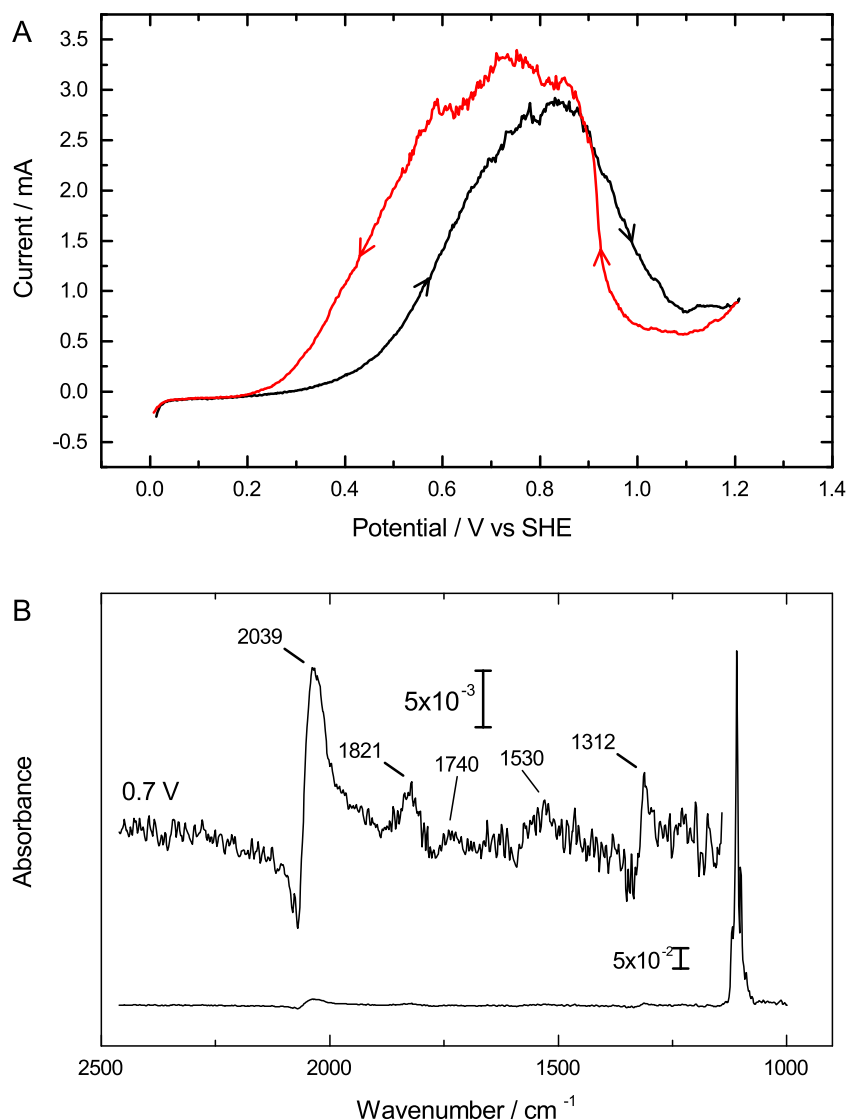 A
3.5
3.0
2.5
2.0
1.5
1.0
0.5
0.0
-0.5
Current / mA
0.0 0.2 0.4 0.6 0.8 1.0 1.2 1.4
Potential / V vs SHE
B
2039
5x10⁻³
1821
1740
1530
1312
0.7 V
Absorbance
5x10⁻²
2500 2000 1500 1000
Wavenumber / cm⁻¹